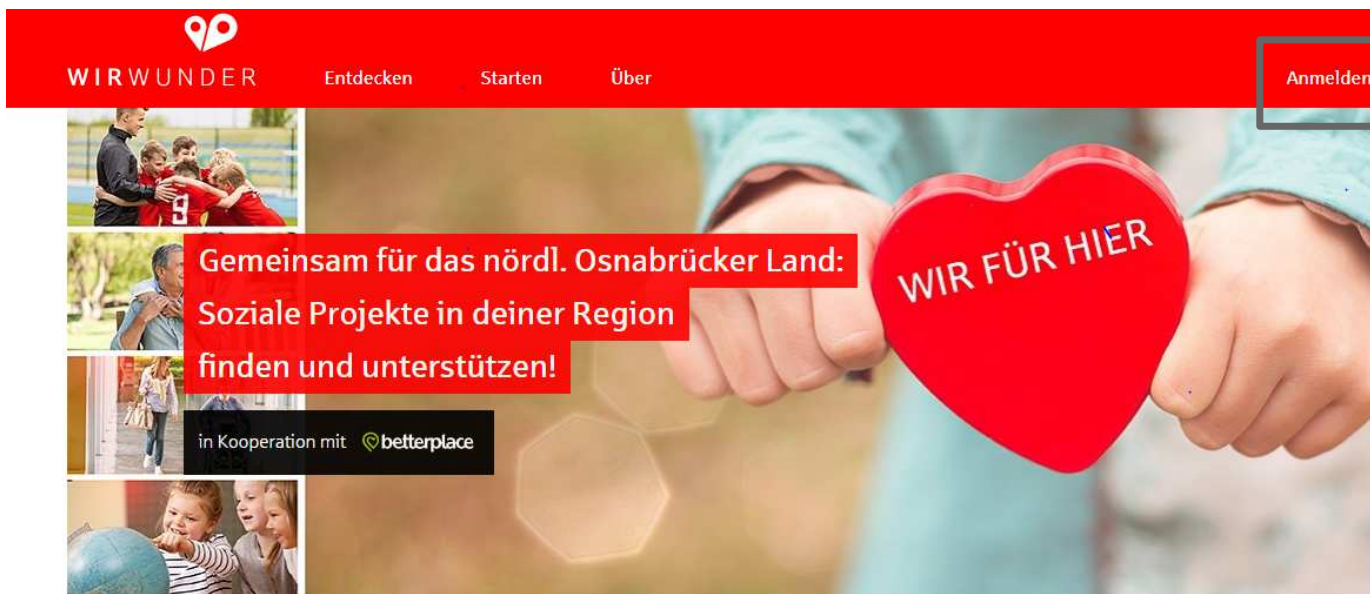 WIRWUNDER
Entdecken
Starten
Über
Anmelden
Gemeinsam für das nördl. Osnabrücker Land:
Soziale Projekte in deiner Region
finden und unterstützen!
in Kooperation mit betterplace
WIR FÜR HIER
9